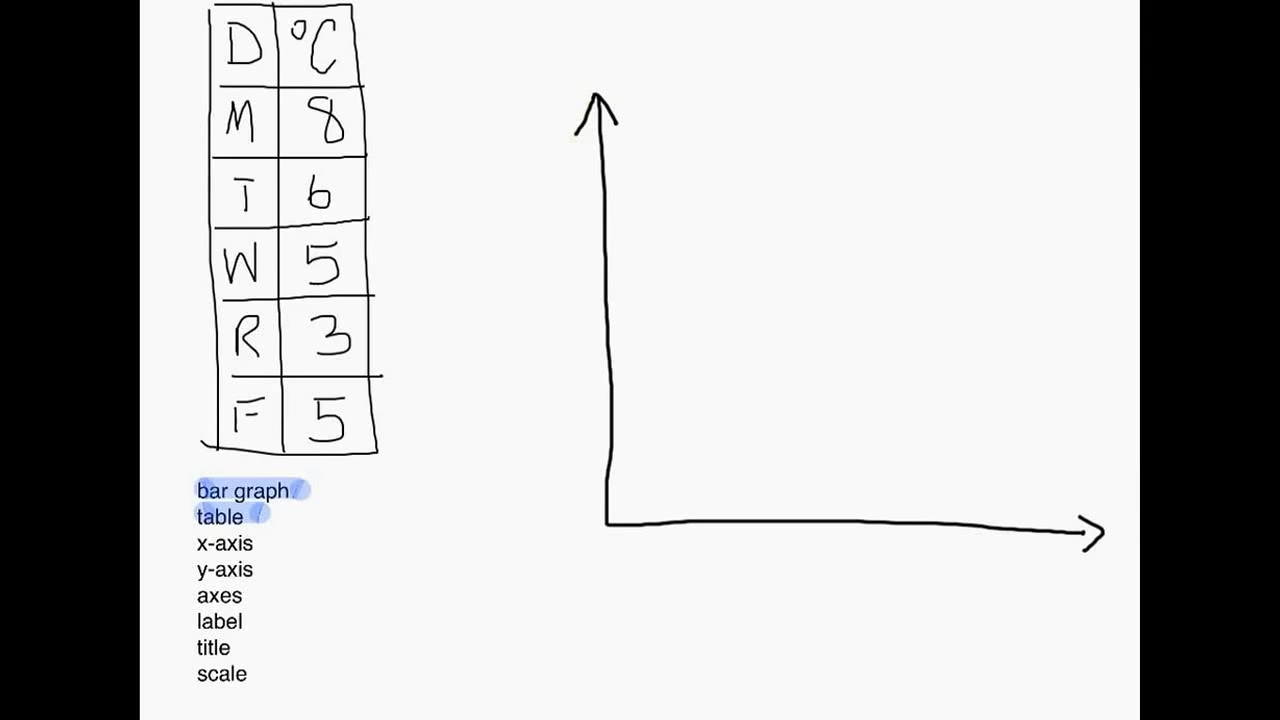 D °C
M 8
T 6
W 5
R 3
F 5
bar graph
table
x-axis
y-axis
axes
label
title
scale